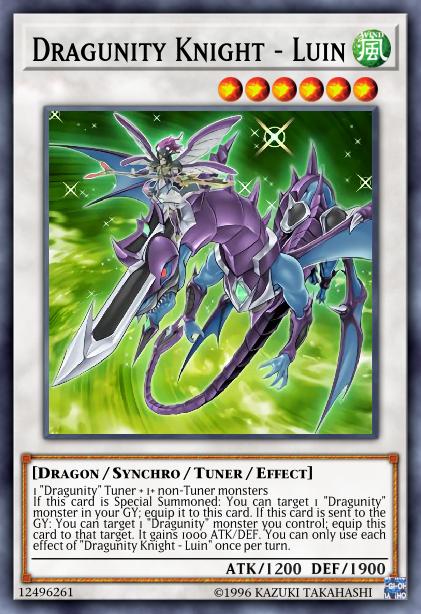 DRAGUNITY KNIGHT - LUIN
WIND
風
[DRAGON / SYNCHRO / TUNER / EFFECT]
1 "Dragunity" Tuner + 1+ non-Tuner monsters
If this card is Special Summoned: You can target 1 "Dragunity"
monster in your GY; equip it to this card. If this card is sent to the
GY: You can target 1 "Dragunity" monster you control; equip this
card to that target. It gains 1000 ATK/DEF. You can only use each
effect of "Dragunity Knight - Luin" once per turn.
ATK/1200 DEF/1900
12496261
©1996 KAZUKI TAKAHASHI